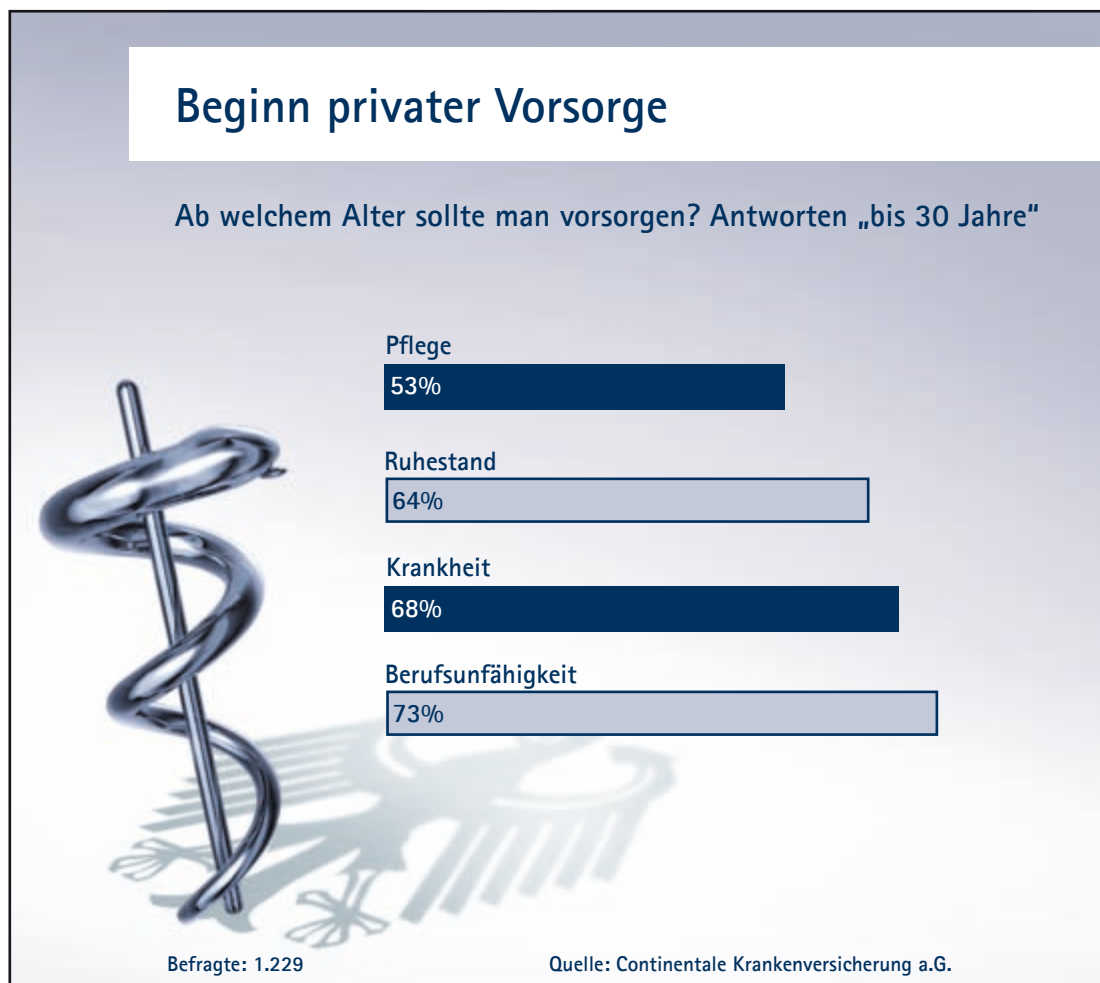 Beginn privater Vorsorge
Ab welchem Alter sollte man vorsorgen? Antworten „bis 30 Jahre“
Pflege
53%
Ruhestand
64%
Krankheit
68%
Berufsunfähigkeit
73%
Befragte: 1.229
Quelle: Continentale Krankenversicherung a.G.